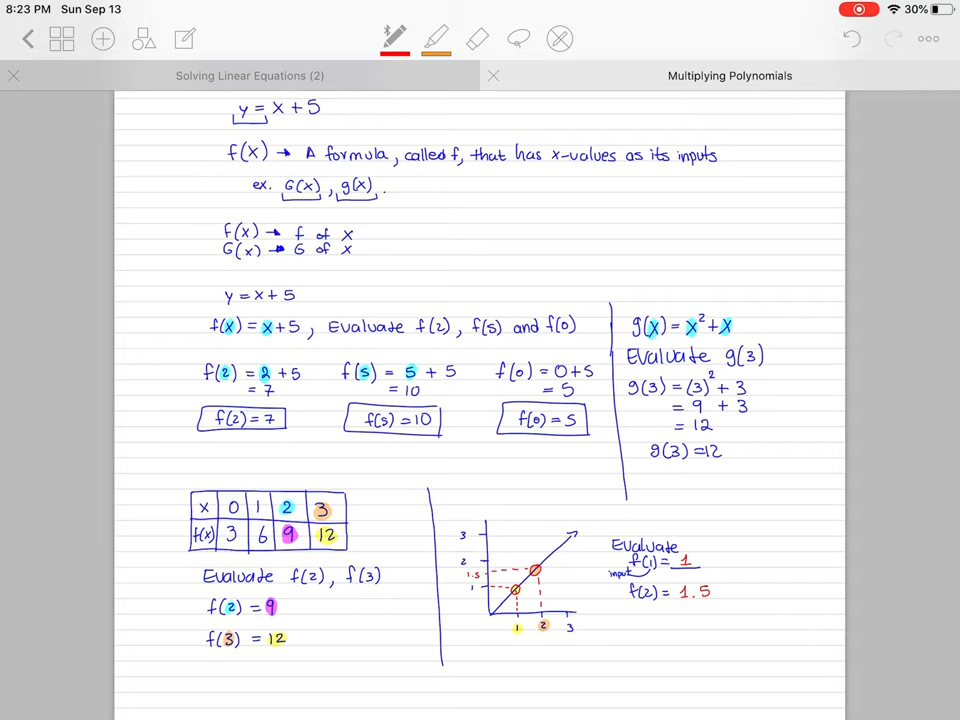 8:23 PM Sun Sep 13
30%
Solving Linear Equations (2)
Multiplying Polynomials
y = x + 5
f(x) → A formula, called f, that has x-values as its inputs
ex. G(x), g(x).
f(x) → f of x
G(x) → G of x
y = x + 5
f(x) = x + 5, Evaluate f(2), f(5) and f(0)
f(2) = 2 + 5
= 7
f(2) = 7
f(5) = 5 + 5
= 10
f(5) = 10
f(0) = 0 + 5
= 5
f(0) = 5
g(x) = x² + x
Evaluate g(3)
g(3) = (3)² + 3
= 9 + 3
= 12
g(3) = 12
x 0 1 2 3
f(x) 3 6 9 12
Evaluate f(2), f(3)
f(2) = 9
f(3) = 12
3
2
1.5
1
1 2 3
Evaluate
f(1) = 1
input
f(2) = 1.5